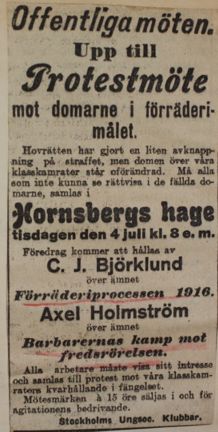 Offentliga möten.
Upp till
Protestmöte
mot domarne i förräderi-
målet.
Hovrätten har gjort en liten avknapp-
ning på straffet, men domen över våra
klasskamrater står oförändrad. Må alla
som inte kunna se rättvisa i de fällda do-
marne, samlas i
Hornsbergs hage
tisdagen den 4 juli kl. 8 e. m.
Föredrag kommer att hållas av
C. J. Björklund
över ämnet
Förräderiprocessen 1916.
Axel Holmström
över ämnet
Barbarernas kamp mot
fredsrörelsen.
Alla arbetare måste visa sitt intresse
och samlas till protest mot våra klasskam-
raters kvarhållande i fängelset.
Mötesmärken à 15 öre säljas i och för
agitationens bedrivande.
Stockholms Ungsoc. Klubbar.